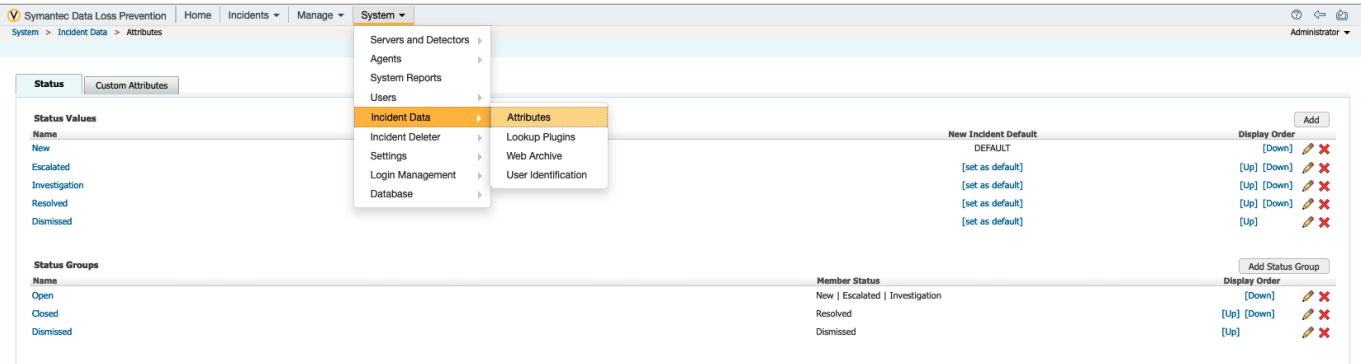 Symantec Data Loss Prevention Home Incidents Manage System
System > Incident Data > Attributes Administrator
Servers and Detectors
Agents
System Reports
Users
Incident Data
Incident Deleter
Settings
Login Management
Database
Attributes
Lookup Plugins
Web Archive
User Identification
Status Custom Attributes
Status Values Add
Name New Incident Default Display Order
New DEFAULT [Down]
Escalated [set as default] [Up] [Down]
Investigation [set as default] [Up] [Down]
Resolved [set as default] [Up] [Down]
Dismissed [set as default] [Up]
Status Groups Add Status Group
Name Member Status Display Order
Open New | Escalated | Investigation [Down]
Closed Resolved [Up] [Down]
Dismissed Dismissed [Up]